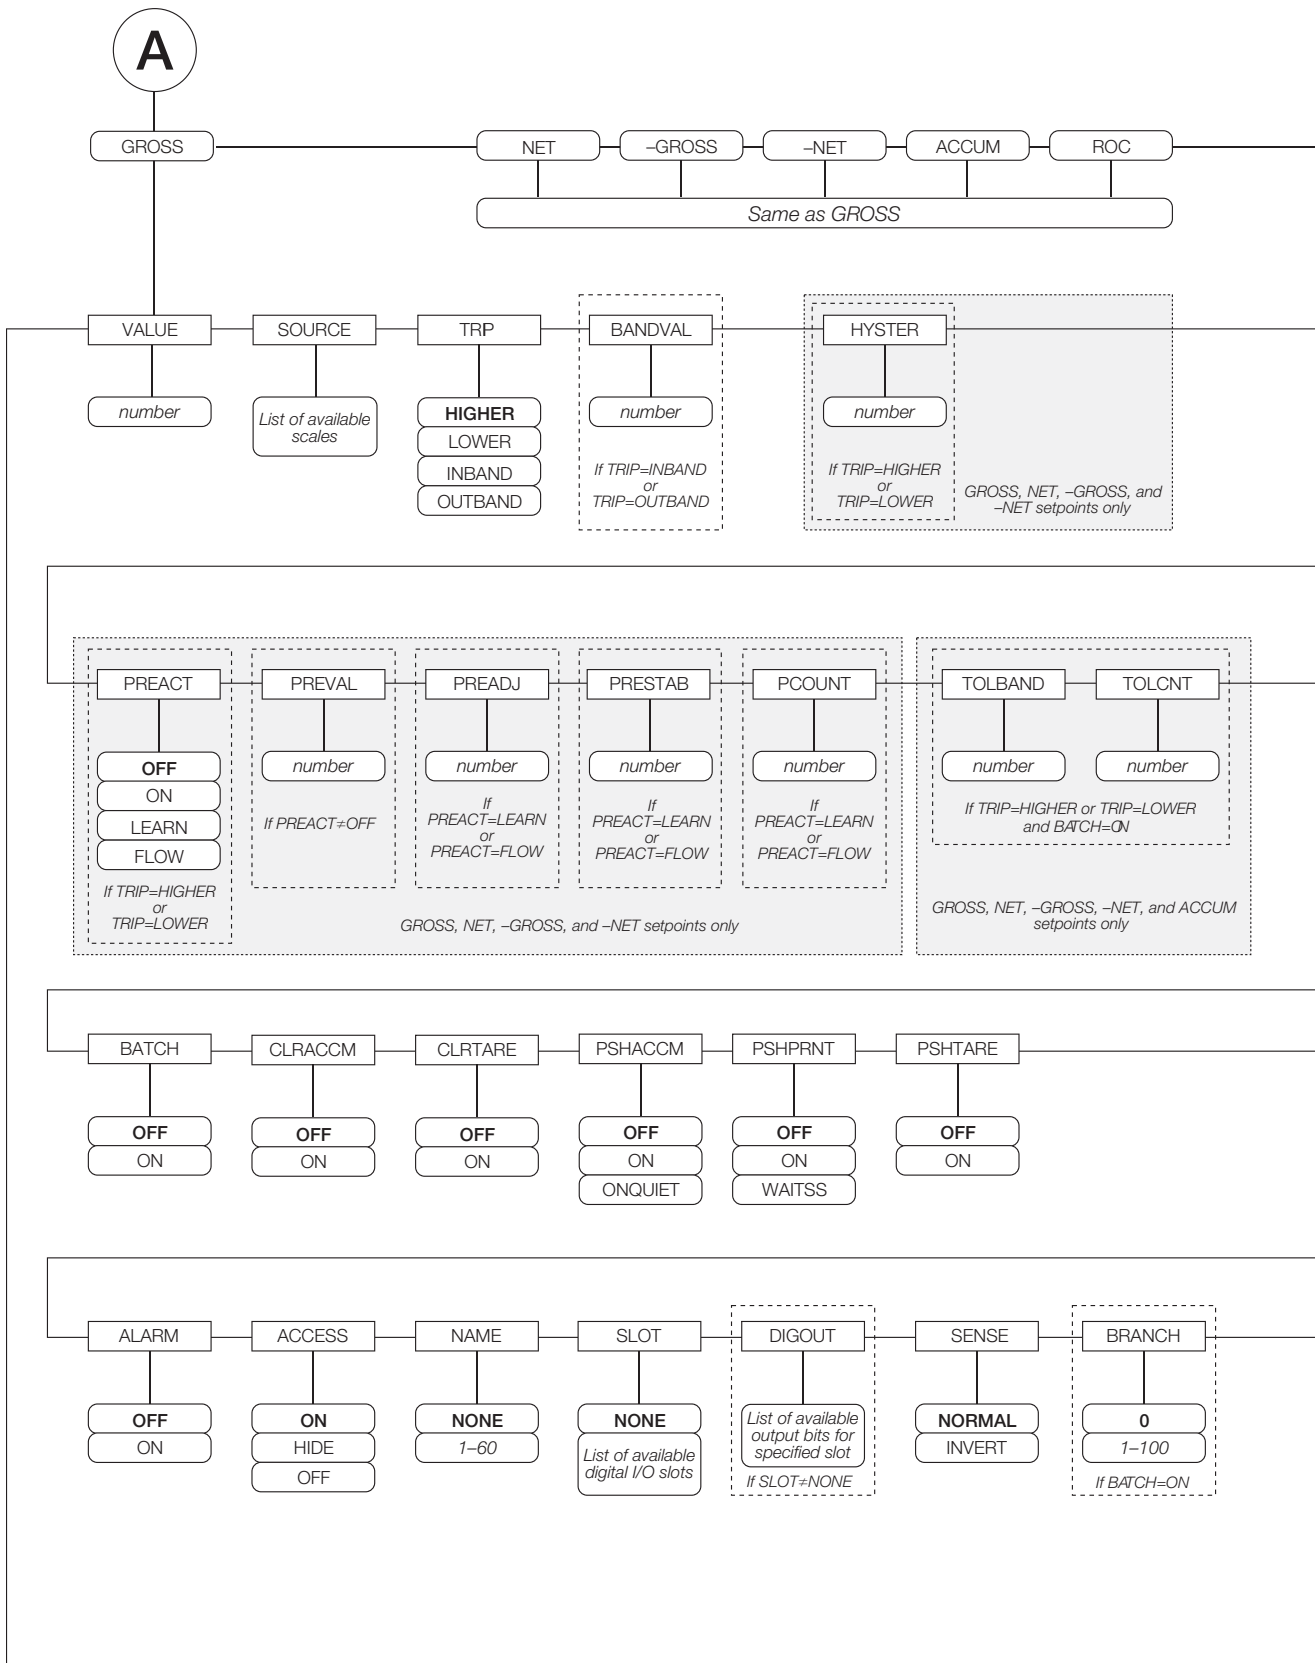 A
GROSS
NET
–GROSS
–NET
ACCUM
ROC
Same as GROSS
VALUE
SOURCE
TRIP
BANDVAL
HYSTER
number
List of available
scales
HIGHER
LOWER
INBAND
OUTBAND
number
If TRIP=INBAND
or
TRIP=OUTBAND
number
If TRIP=HIGHER
or
TRIP=LOWER
GROSS, NET, –GROSS, and
–NET setpoints only
PREACT
PREVAL
PREADJ
PRESTAB
PCOUNT
TOLBAND
TOLCNT
OFF
ON
LEARN
FLOW
If TRIP=HIGHER
or
TRIP=LOWER
number
If PREACT≠OFF
number
If
PREACT=LEARN
or
PREACT=FLOW
number
If
PREACT=LEARN
or
PREACT=FLOW
number
If
PREACT=LEARN
or
PREACT=FLOW
GROSS, NET, –GROSS, and –NET setpoints only
number
number
If TRIP=HIGHER or TRIP=LOWER
and BATCH=ON
GROSS, NET, –GROSS, –NET, and ACCUM
setpoints only
BATCH
CLRACCM
CLRTARE
PSHACCM
PSHPRNT
PSHTARE
OFF
ON
OFF
ON
OFF
ON
OFF
ON
ONQUIET
OFF
ON
WAITSS
OFF
ON
ALARM
ACCESS
NAME
SLOT
DIGOUT
SENSE
BRANCH
OFF
ON
ON
HIDE
OFF
NONE
1–60
NONE
List of available
digital I/O slots
List of available
output bits for
specified slot
If SLOT≠NONE
NORMAL
INVERT
0
1–100
If BATCH=ON